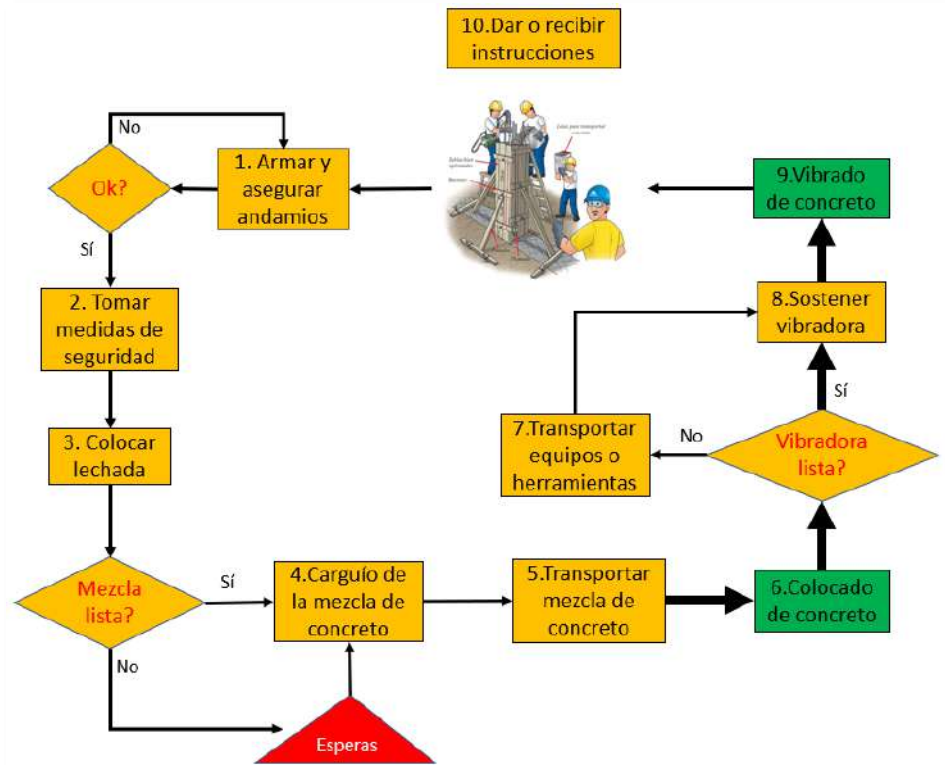 10.Dar o recibir
instrucciones
No
Ok?
1. Armar y
asegurar
andamios
9.Vibrado
de concreto
Sí
2. Tomar
medidas de
seguridad
8.Sostener
vibradora
Sí
3. Colocar
lechada
7.Transportar
equipos o
herramientas
No
Vibradora
lista?
Mezcla
lista?
Sí
4.Carguío de
la mezcla de
concreto
5.Transportar
mezcla de
concreto
6.Colocado
de concreto
No
Esperas